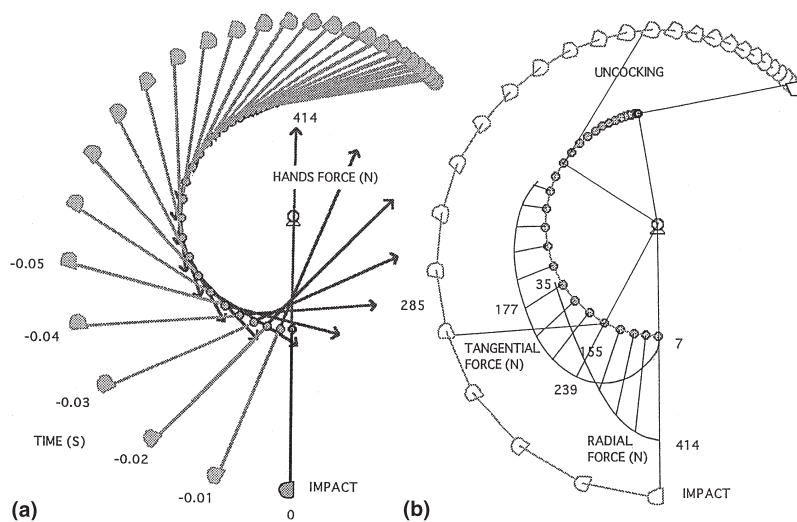 414
HANDS FORCE (N)
-0.05
-0.04
-0.03
TIME (S)
-0.02
-0.01
IMPACT
0
(a)
UNCOCKING
285
35
177
TANGENTIAL
FORCE (N)
155
7
239
RADIAL
FORCE (N)
414
IMPACT
(b)